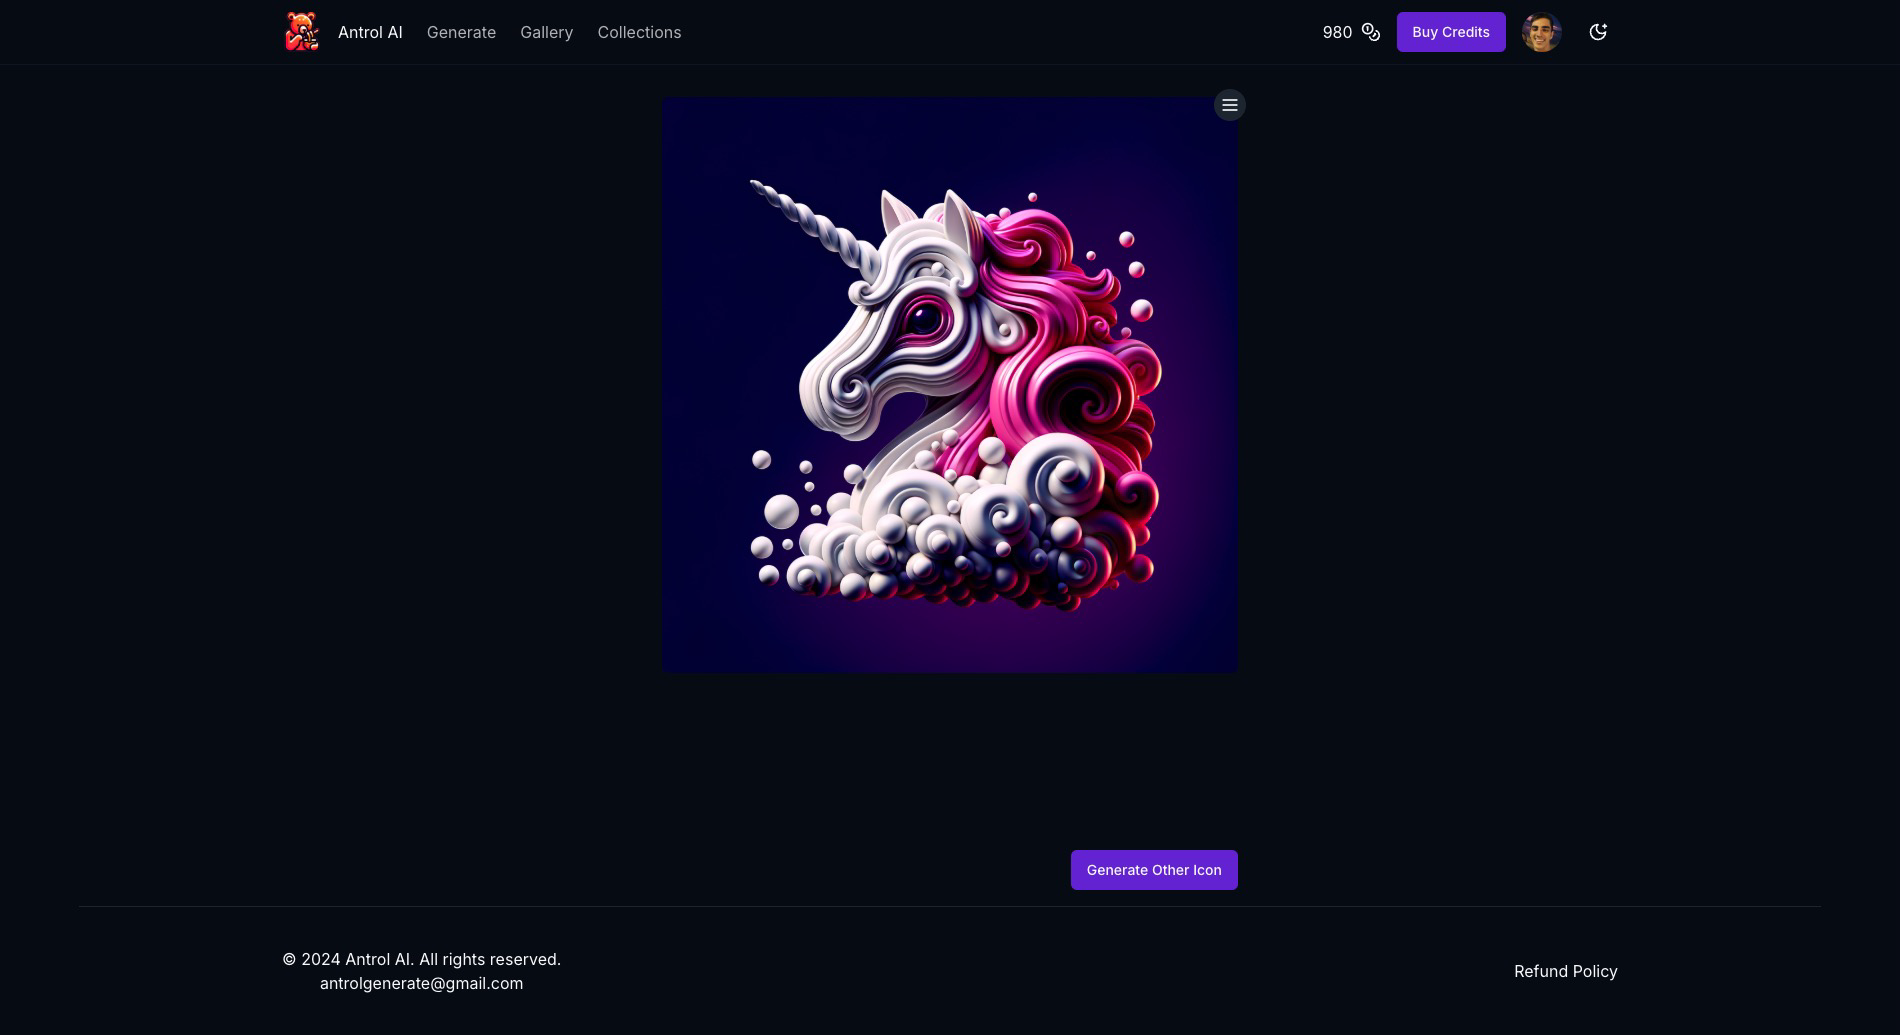 Antrol AI
Generate
Gallery
Collections
980
Buy Credits
Generate Other Icon
© 2024 Antrol AI. All rights reserved.
antrolgenerate@gmail.com
Refund Policy